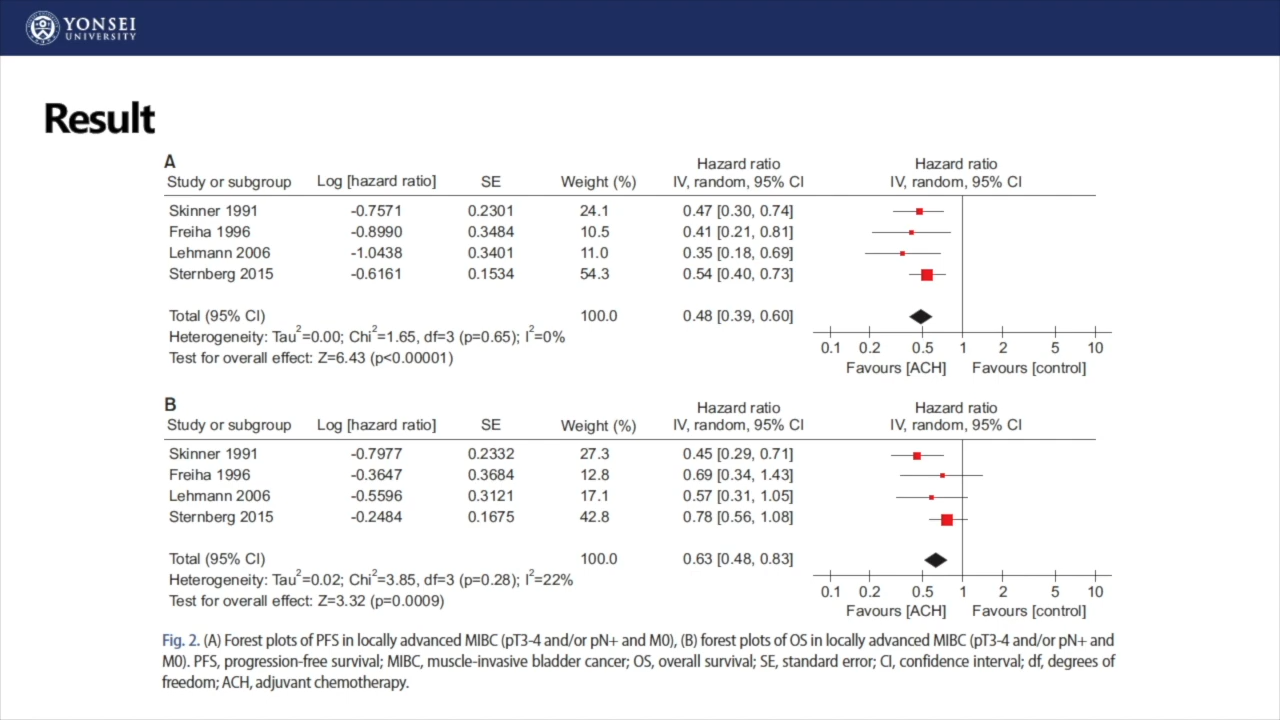 YONSEI
UNIVERSITY
Result
A
Hazard ratio Hazard ratio
Study or subgroup Log [hazard ratio] SE Weight (%) IV, random, 95% CI IV, random, 95% CI
Skinner 1991 -0.7571 0.2301 24.1 0.47 [0.30, 0.74]
Freiha 1996 -0.8990 0.3484 10.5 0.41 [0.21, 0.81]
Lehmann 2006 -1.0438 0.3401 11.0 0.35 [0.18, 0.69]
Sternberg 2015 -0.6161 0.1534 54.3 0.54 [0.40, 0.73]
Total (95% CI) 100.0 0.48 [0.39, 0.60]
Heterogeneity: Tau²=0.00; Chi²=1.65, df=3 (p=0.65); I²=0%
0.1 0.2 0.5 1 2 5 10
Test for overall effect: Z=6.43 (p<0.00001)
Favours [ACH] Favours [control]
B
Hazard ratio Hazard ratio
Study or subgroup Log [hazard ratio] SE Weight (%) IV, random, 95% CI IV, random, 95% CI
Skinner 1991 -0.7977 0.2332 27.3 0.45 [0.29, 0.71]
Freiha 1996 -0.3647 0.3684 12.8 0.69 [0.34, 1.43]
Lehmann 2006 -0.5596 0.3121 17.1 0.57 [0.31, 1.05]
Sternberg 2015 -0.2484 0.1675 42.8 0.78 [0.56, 1.08]
Total (95% CI) 100.0 0.63 [0.48, 0.83]
Heterogeneity: Tau²=0.02; Chi²=3.85, df=3 (p=0.28); I²=22%
0.1 0.2 0.5 1 2 5 10
Test for overall effect: Z=3.32 (p=0.0009)
Favours [ACH] Favours [control]
Fig. 2. (A) Forest plots of PFS in locally advanced MIBC (pT3-4 and/or pN+ and M0), (B) forest plots of OS in locally advanced MIBC (pT3-4 and/or pN+ and
M0). PFS, progression-free survival; MIBC, muscle-invasive bladder cancer; OS, overall survival; SE, standard error; CI, confidence interval; df, degrees of
freedom; ACH, adjuvant chemotherapy.